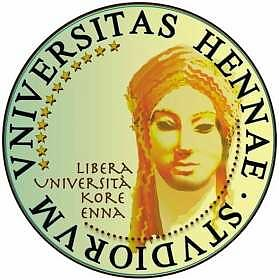 VNIVERSITAS HENNAE · STVDIORVM
LIBERA
UNIVERSITÀ
KORE
ENNA